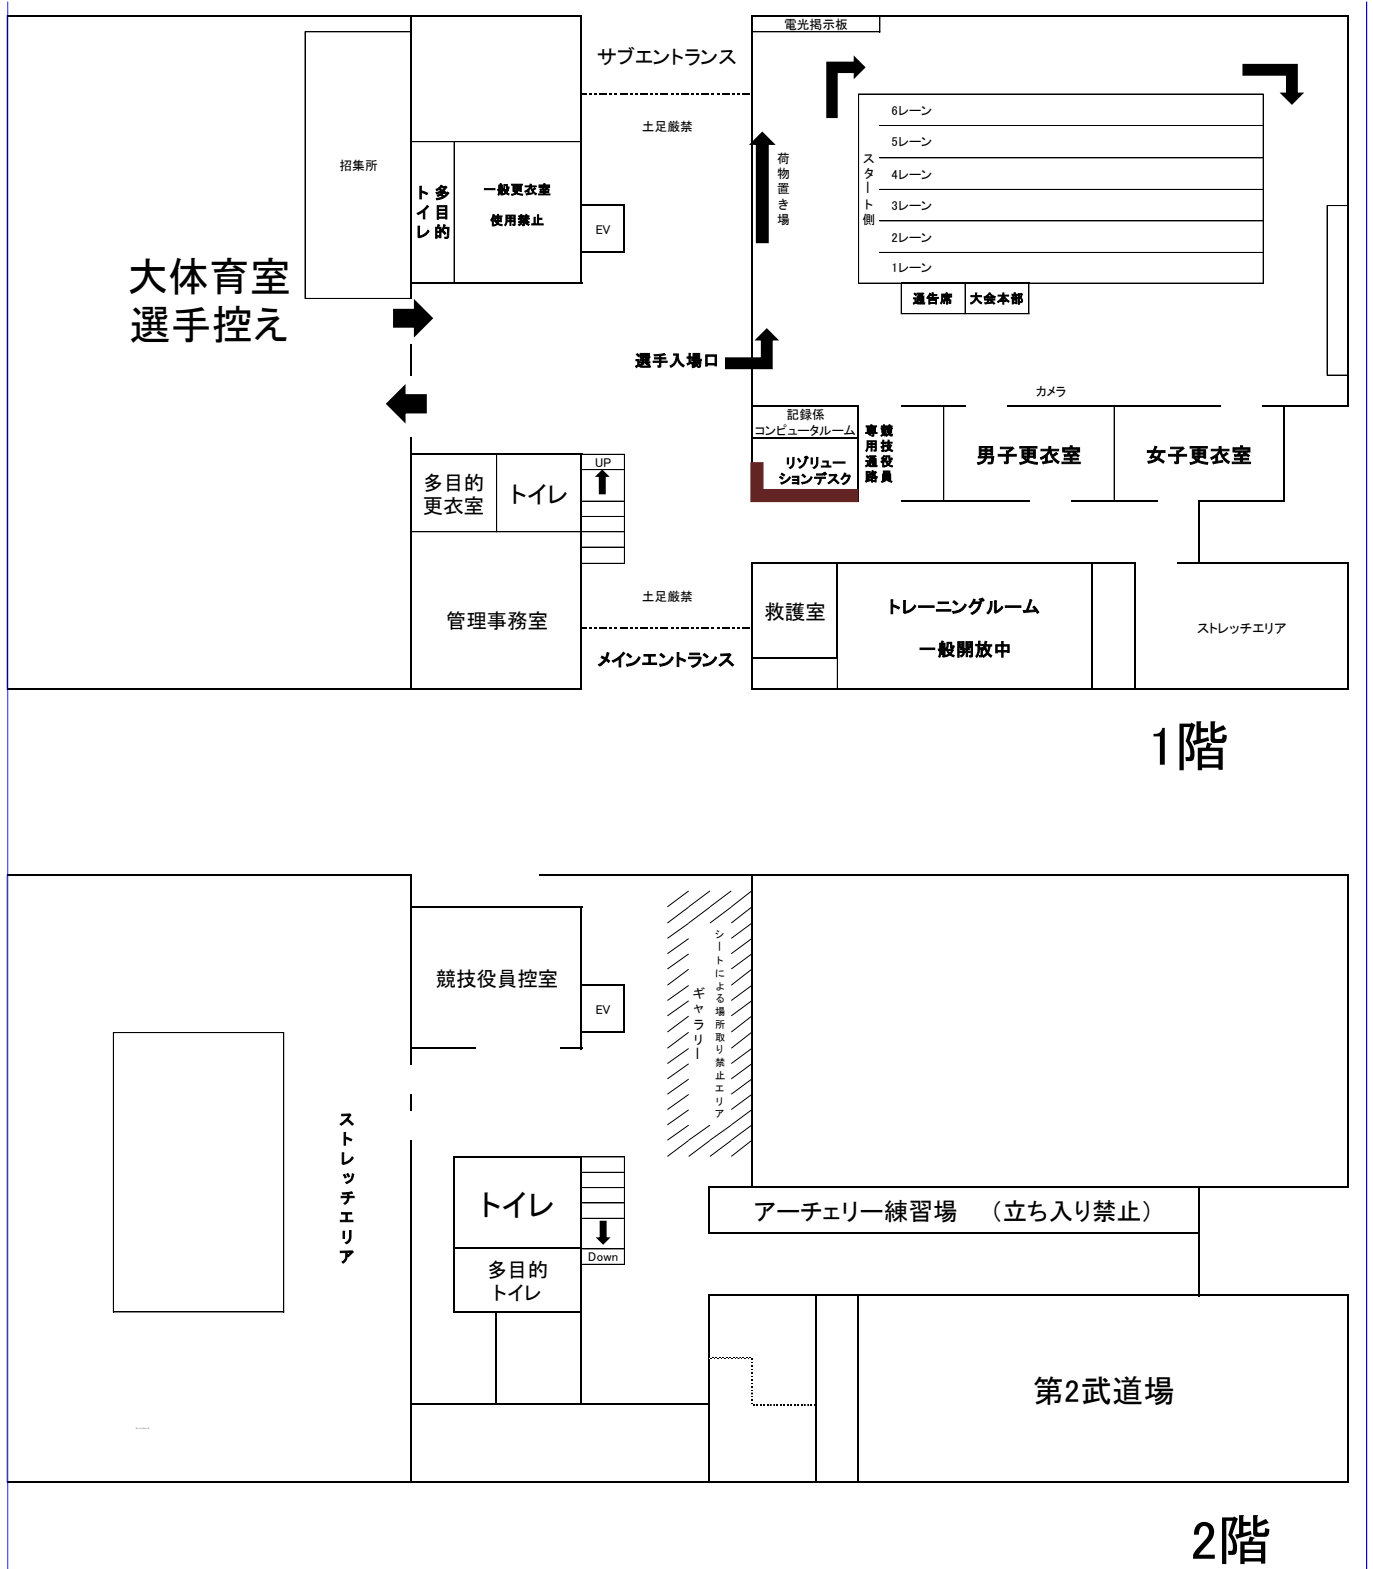 電光掲示板
サブエントランス
土足厳禁
招集所
多目的
トイレ
一般更衣室
使用禁止
EV
荷物置き場
スタート側
6レーン
5レーン
4レーン
3レーン
2レーン
1レーン
通告席
大会本部
大体育室
選手控え
選手入場口
カメラ
記録係
コンピュータルーム
リゾリュー
ションデスク
競技役員
専用通路
男子更衣室
女子更衣室
多目的
更衣室
トイレ
UP
管理事務室
土足厳禁
メインエントランス
救護室
トレーニングルーム
一般開放中
ストレッチエリア
1階
競技役員控室
EV
シートによる場所取り禁止エリア
ギャラリー
ストレッチエリア
トイレ
Down
多目的
トイレ
アーチェリー練習場　（立ち入り禁止）
第2武道場
2階